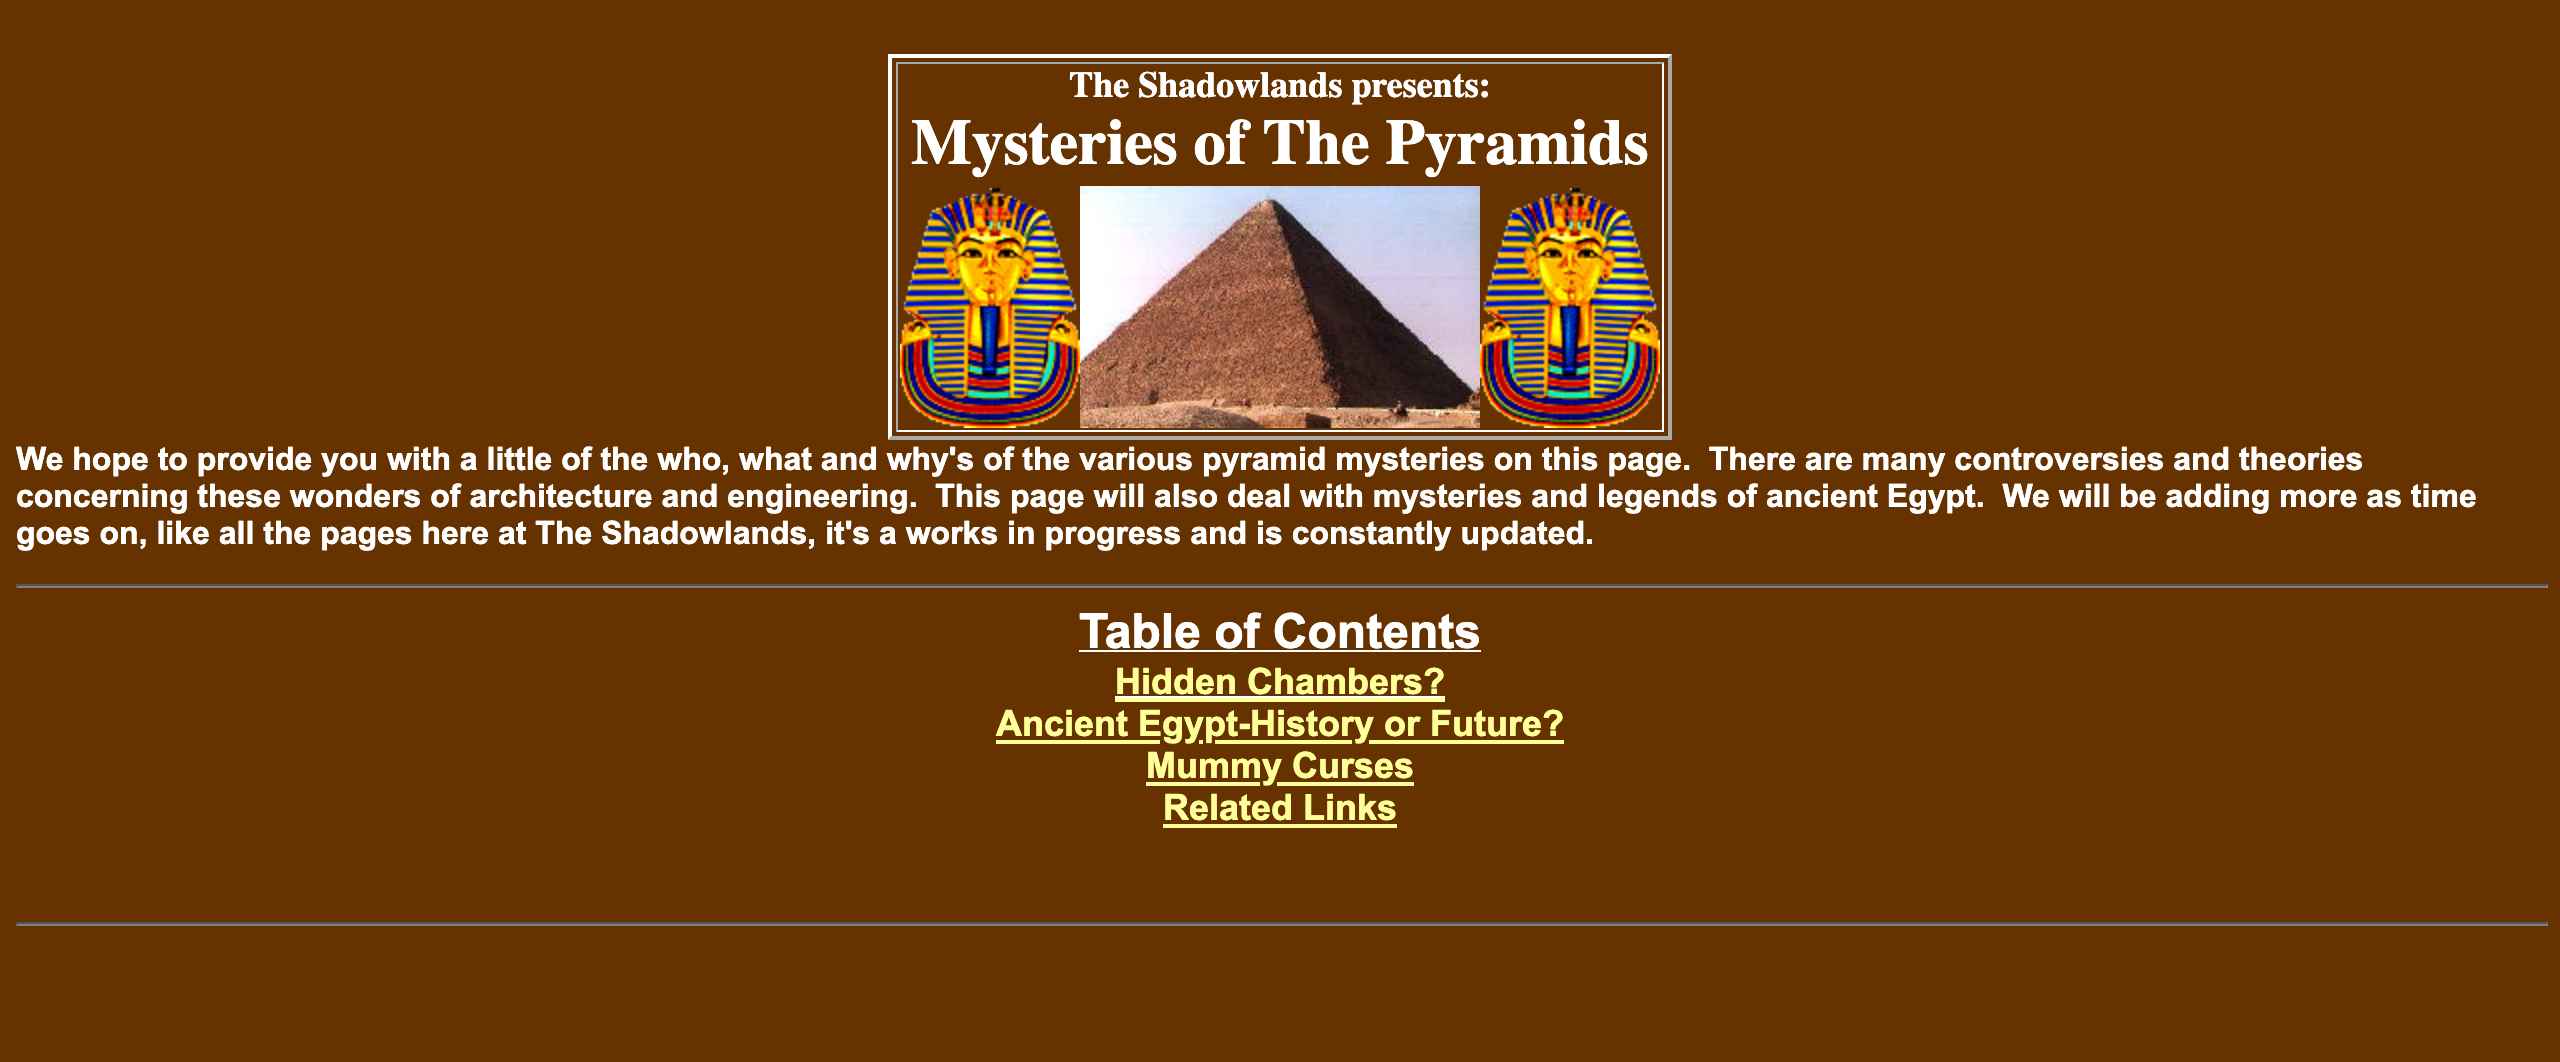 The Shadowlands presents:
Mysteries of The Pyramids
We hope to provide you with a little of the who, what and why's of the various pyramid mysteries on this page.  There are many controversies and theories
concerning these wonders of architecture and engineering.  This page will also deal with mysteries and legends of ancient Egypt.  We will be adding more as time
goes on, like all the pages here at The Shadowlands, it's a works in progress and is constantly updated.
Table of Contents
Hidden Chambers?
Ancient Egypt-History or Future?
Mummy Curses
Related Links